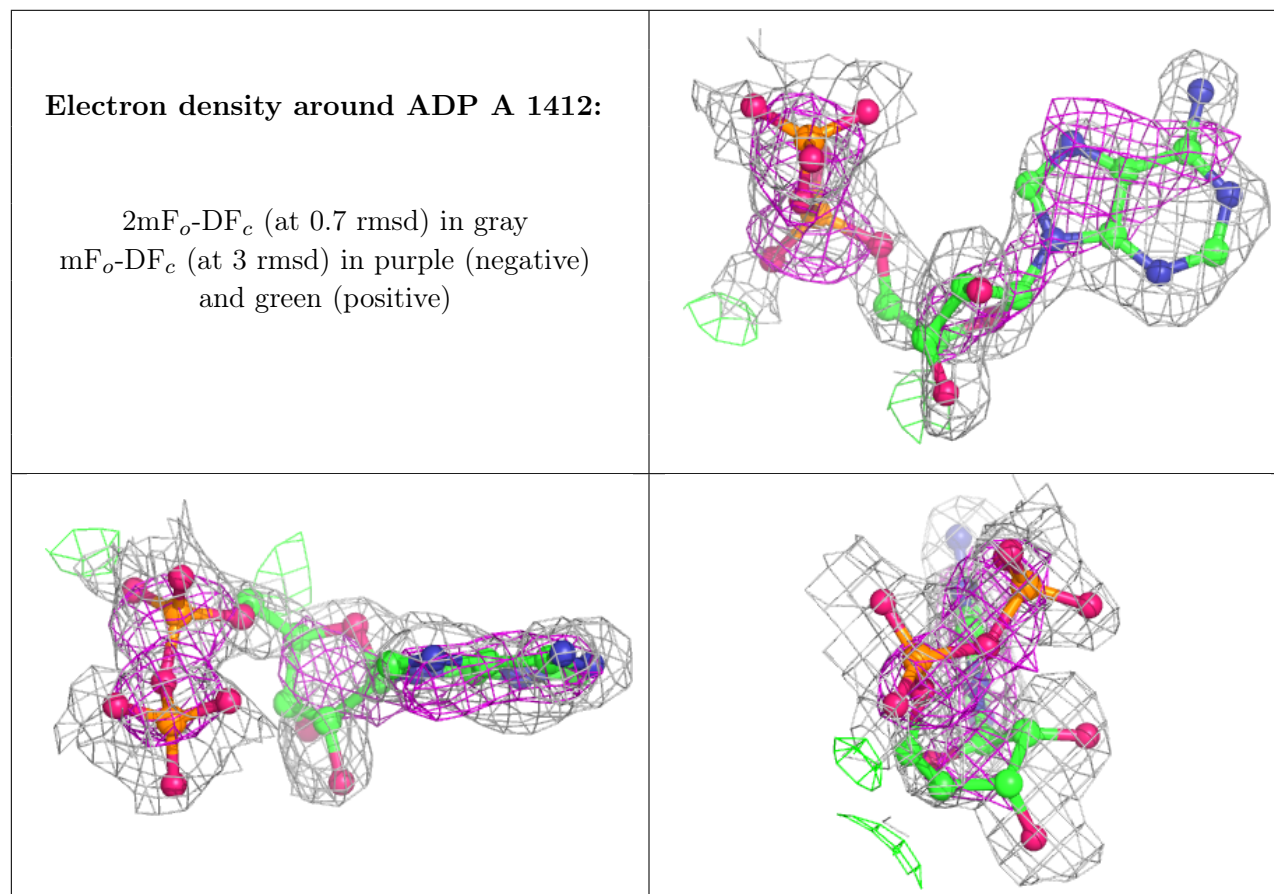 Electron density around ADP A 1412:
2mFo-DFc (at 0.7 rmsd) in gray
mFo-DFc (at 3 rmsd) in purple (negative)
and green (positive)